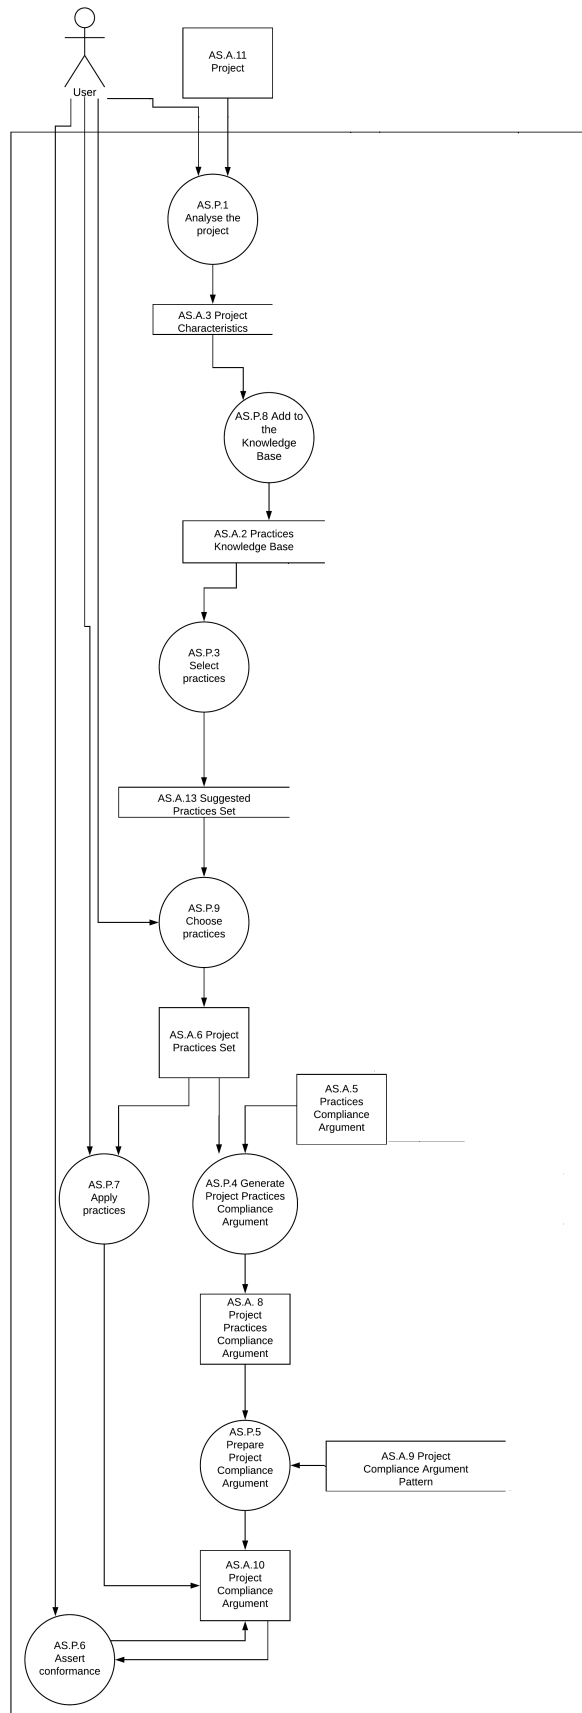 User
AS.A.11
Project
AS.P.1
Analyse the
project
AS.A.3 Project
Characteristics
AS.P.8 Add to
the
Knowledge
Base
AS.A.2 Practices
Knowledge Base
AS.P.3
Select
practices
AS.A.13 Suggested
Practices Set
AS.P.9
Choose
practices
AS.A.6 Project
Practices Set
AS.A.5
Practices
Compliance
Argument
AS.P.7
Apply
practices
AS.P.4 Generate
Project Practices
Compliance
Argument
AS.A. 8
Project
Practices
Compliance
Argument
AS.P.5
Prepare
Project
Compliance
Argument
AS.A.9 Project
Compliance Argument
Pattern
AS.A.10
Project
Compliance
Argument
AS.P.6
Assert
conformance